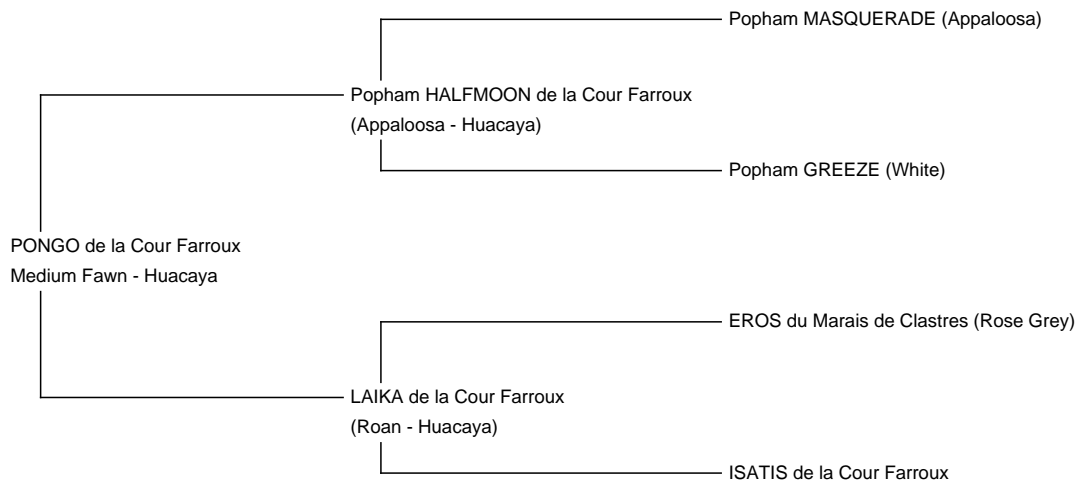 Popham MASQUERADE (Appaloosa)
Popham HALFMOON de la Cour Farroux
(Appaloosa - Huacaya)
Popham GREEZE (White)
PONGO de la Cour Farroux
Medium Fawn - Huacaya
EROS du Marais de Clastres (Rose Grey)
LAIKA de la Cour Farroux
(Roan - Huacaya)
ISATIS de la Cour Farroux